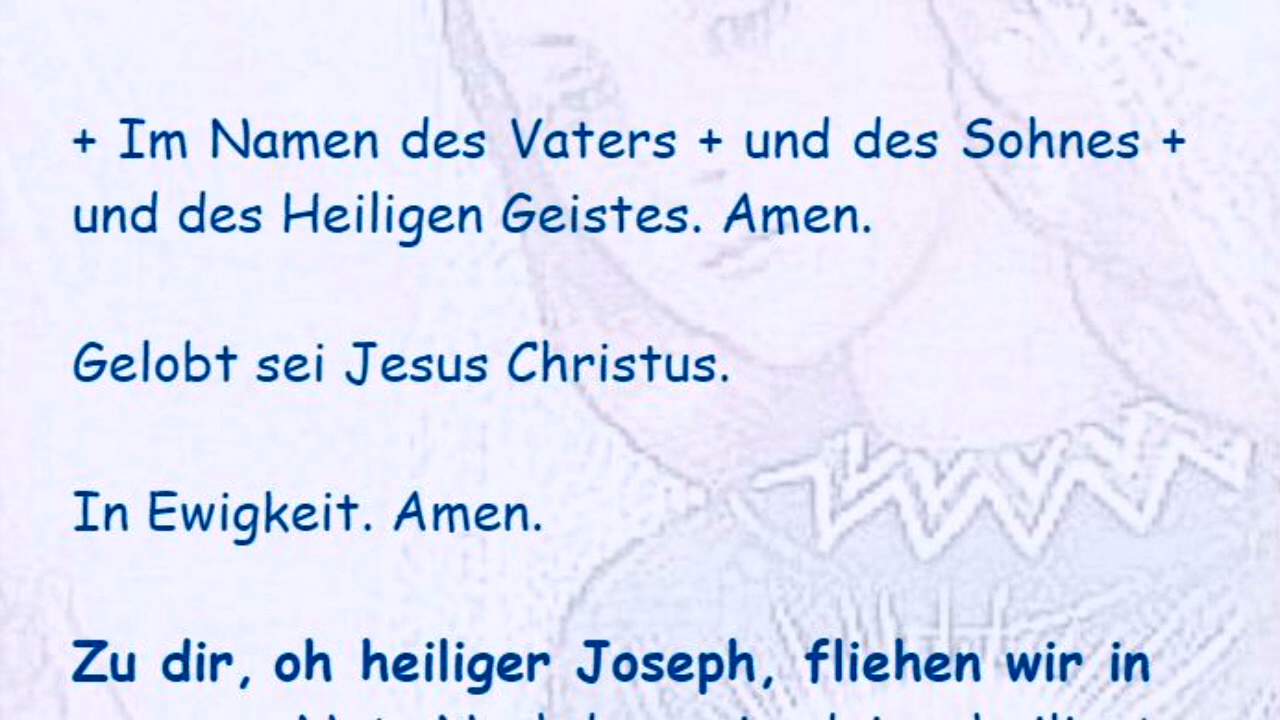 + Im Namen des Vaters + und des Sohnes +
und des Heiligen Geistes. Amen.
Gelobt sei Jesus Christus.
In Ewigkeit. Amen.
Zu dir, oh heiliger Joseph, fliehen wir in